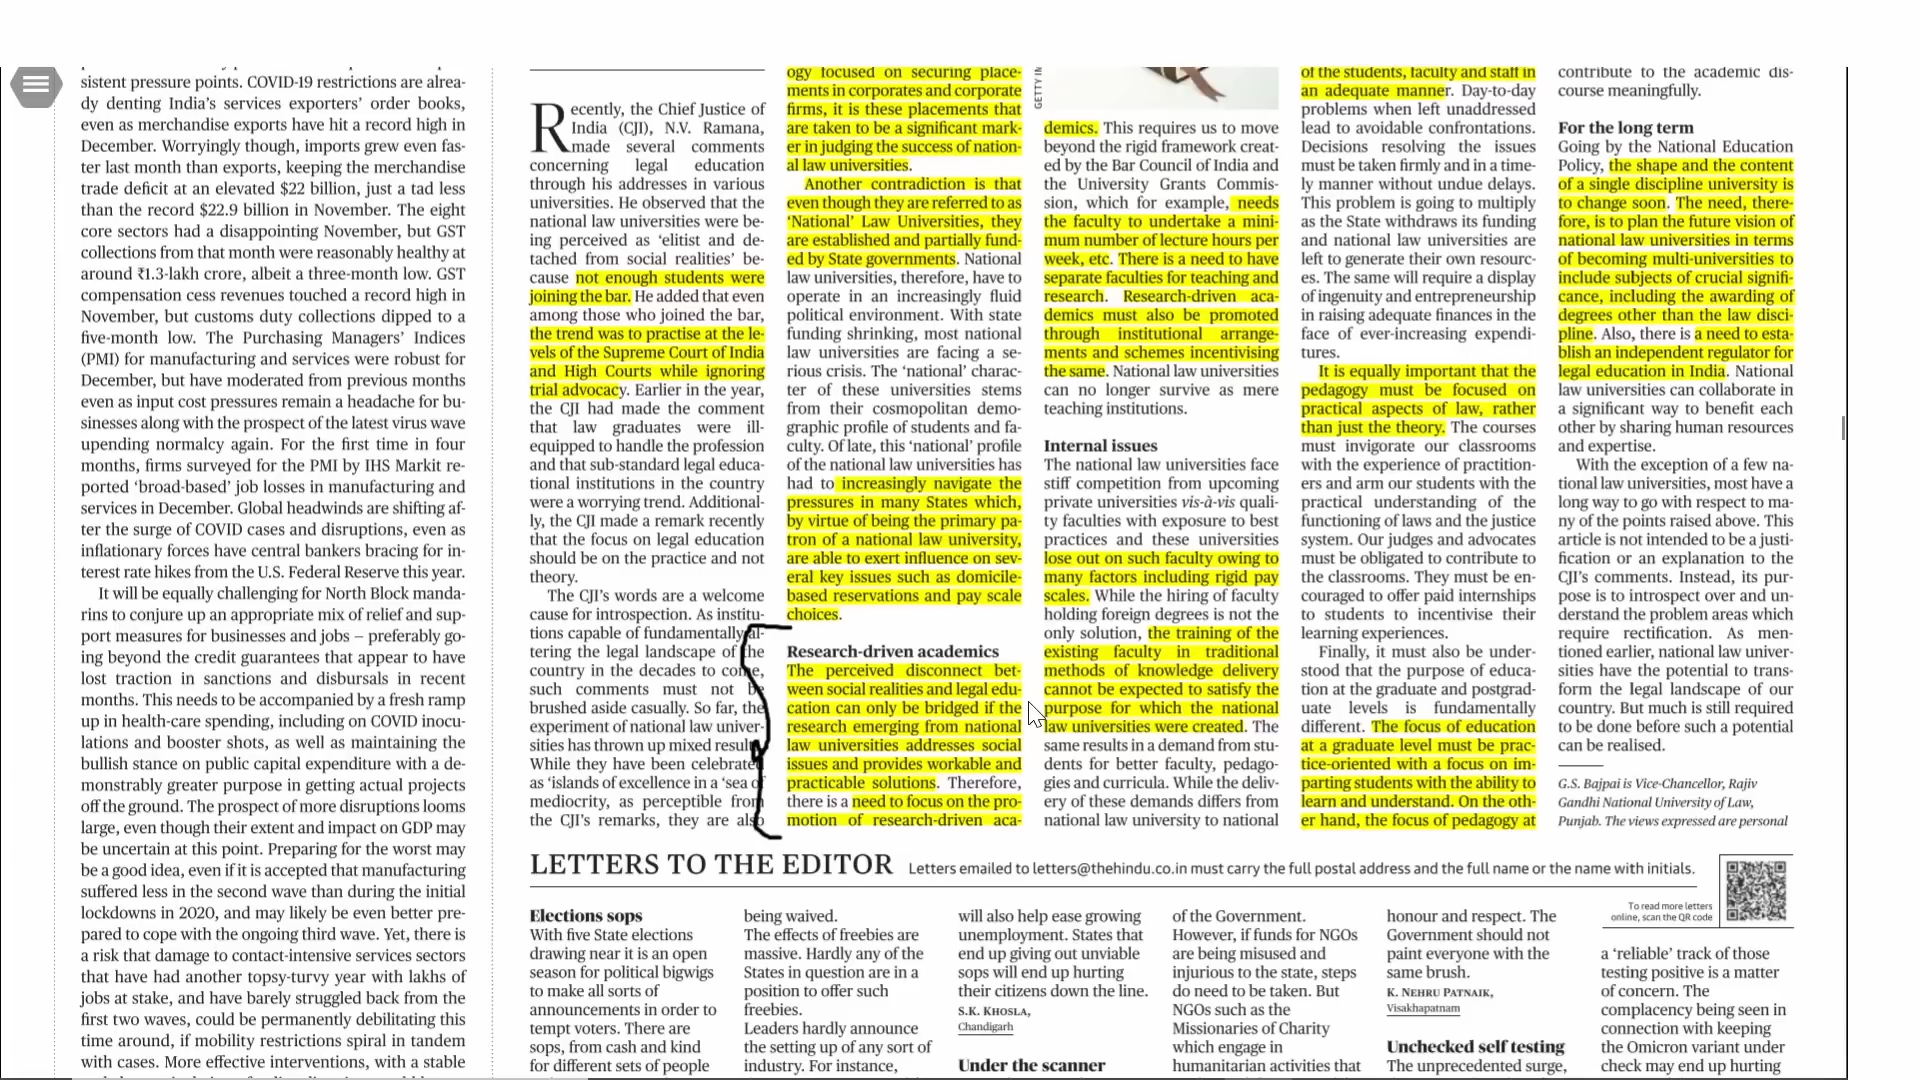 sistent pressure points. COVID-19 restrictions are alrea-
dy denting India's services exporters' order books,
even as merchandise exports have hit a record high in
December. Worryingly though, imports grew even fas-
ter last month than exports, keeping the merchandise
trade deficit at an elevated $22 billion, just a tad less
than the record $22.9 billion in November. The eight
core sectors had a disappointing November, but GST
collections from that month were reasonably healthy at
around ₹1.3-lakh crore, albeit a three-month low. GST
compensation cess revenues touched a record high in
November, but customs duty collections dipped to a
five-month low. The Purchasing Managers' Indices
(PMI) for manufacturing and services were robust for
December, but have moderated from previous months
even as input cost pressures remain a headache for bu-
sinesses along with the prospect of the latest virus wave
upending normalcy again. For the first time in four
months, firms surveyed for the PMI by IHS Markit re-
ported 'broad-based' job losses in manufacturing and
services in December. Global headwinds are shifting af-
ter the surge of COVID cases and disruptions, even as
inflationary forces have central bankers bracing for in-
terest rate hikes from the U.S. Federal Reserve this year.
It will be equally challenging for North Block manda-
rins to conjure up an appropriate mix of relief and sup-
port measures for businesses and jobs – preferably go-
ing beyond the credit guarantees that appear to have
lost traction in sanctions and disbursals in recent
months. This needs to be accompanied by a fresh ramp
up in health-care spending, including on COVID inocu-
lations and booster shots, as well as maintaining the
bullish stance on public capital expenditure with a de-
monstrably greater purpose in getting actual projects
off the ground. The prospect of more disruptions looms
large, even though their extent and impact on GDP may
be uncertain at this point. Preparing for the worst may
be a good idea, even if it is accepted that manufacturing
suffered less in the second wave than during the initial
lockdowns in 2020, and may likely be even better pre-
pared to cope with the ongoing third wave. Yet, there is
a risk that damage to contact-intensive services sectors
that have had another topsy-turvy year with lakhs of
jobs at stake, and have barely struggled back from the
first two waves, could be permanently debilitating this
time around, if mobility restrictions spiral in tandem
with cases. More effective interventions, with a stable
Recently, the Chief Justice of
India (CJI), N.V. Ramana,
made several comments
concerning legal education
through his addresses in various
universities. He observed that the
national law universities were be-
ing perceived as 'elitist and de-
tached from social realities' be-
cause not enough students were
joining the bar. He added that even
among those who joined the bar,
the trend was to practise at the le-
vels of the Supreme Court of India
and High Courts while ignoring
trial advocacy. Earlier in the year,
the CJI had made the comment
that law graduates were ill-
equipped to handle the profession
and that sub-standard legal educa-
tional institutions in the country
were a worrying trend. Additional-
ly, the CJI made a remark recently
that the focus on legal education
should be on the practice and not
theory.
The CJI's words are a welcome
cause for introspection. As institu-
tions capable of fundamentally al-
tering the legal landscape of the
country in the decades to come,
such comments must not be
brushed aside casually. So far, the
experiment of national law univer-
sities has thrown up mixed results.
While they have been celebrated
as 'islands of excellence in a 'sea of
mediocrity, as perceptible from
the CJI's remarks, they are also
ogy focused on securing place-
ments in corporates and corporate
firms, it is these placements that
are taken to be a significant mark-
er in judging the success of nation-
al law universities.
Another contradiction is that
even though they are referred to as
'National' Law Universities, they
are established and partially fund-
ed by State governments. National
law universities, therefore, have to
operate in an increasingly fluid
political environment. With state
funding shrinking, most national
law universities are facing a se-
rious crisis. The 'national' charac-
ter of these universities stems
from their cosmopolitan demo-
graphic profile of students and fa-
culty. Of late, this 'national' profile
of the national law universities has
had to increasingly navigate the
pressures in many States which,
by virtue of being the primary pa-
tron of a national law university,
are able to exert influence on sev-
eral key issues such as domicile-
based reservations and pay scale
choices.
Research-driven academics
The perceived disconnect bet-
ween social realities and legal edu-
cation can only be bridged if the
research emerging from national
law universities addresses social
issues and provides workable and
practicable solutions. Therefore,
there is a need to focus on the pro-
motion of research-driven aca-
GETTY IM
demics. This requires us to move
beyond the rigid framework creat-
ed by the Bar Council of India and
the University Grants Commis-
sion, which for example, needs
the faculty to undertake a mini-
mum number of lecture hours per
week, etc. There is a need to have
separate faculties for teaching and
research. Research-driven aca-
demics must also be promoted
through institutional arrange-
ments and schemes incentivising
the same. National law universities
can no longer survive as mere
teaching institutions.
Internal issues
The national law universities face
stiff competition from upcoming
private universities vis-à-vis quali-
ty faculties with exposure to best
practices and these universities
lose out on such faculty owing to
many factors including rigid pay
scales. While the hiring of faculty
holding foreign degrees is not the
only solution, the training of the
existing faculty in traditional
methods of knowledge delivery
cannot be expected to satisfy the
purpose for which the national
law universities were created. The
same results in a demand from stu-
dents for better faculty, pedago-
gies and curricula. While the deliv-
ery of these demands differs from
national law university to national
of the students, faculty and staff in
an adequate manner. Day-to-day
problems when left unaddressed
lead to avoidable confrontations.
Decisions resolving the issues
must be taken firmly and in a time-
ly manner without undue delays.
This problem is going to multiply
as the State withdraws its funding
and national law universities are
left to generate their own resourc-
es. The same will require a display
of ingenuity and entrepreneurship
in raising adequate finances in the
face of ever-increasing expendi-
tures.
It is equally important that the
pedagogy must be focused on
practical aspects of law, rather
than just the theory. The courses
must invigorate our classrooms
with the experience of practition-
ers and arm our students with the
practical understanding of the
functioning of laws and the justice
system. Our judges and advocates
must be obligated to contribute to
the classrooms. They must be en-
couraged to offer paid internships
to students to incentivise their
learning experiences.
Finally, it must also be under-
stood that the purpose of educa-
tion at the graduate and postgrad-
uate levels is fundamentally
different. The focus of education
at a graduate level must be prac-
tice-oriented with a focus on im-
parting students with the ability to
learn and understand. On the oth-
er hand, the focus of pedagogy at
contribute to the academic dis-
course meaningfully.
For the long term
Going by the National Education
Policy, the shape and the content
of a single discipline university is
to change soon. The need, there-
fore, is to plan the future vision of
national law universities in terms
of becoming multi-universities to
include subjects of crucial signifi-
cance, including the awarding of
degrees other than the law disci-
pline. Also, there is a need to esta-
blish an independent regulator for
legal education in India. National
law universities can collaborate in
a significant way to benefit each
other by sharing human resources
and expertise.
With the exception of a few na-
tional law universities, most have a
long way to go with respect to ma-
ny of the points raised above. This
article is not intended to be a justi-
fication or an explanation to the
CJI's comments. Instead, its pur-
pose is to introspect over and un-
derstand the problem areas which
require rectification. As men-
tioned earlier, national law univer-
sities have the potential to trans-
form the legal landscape of our
country. But much is still required
to be done before such a potential
can be realised.
G.S. Bajpai is Vice-Chancellor, Rajiv
Gandhi National University of Law,
Punjab. The views expressed are personal
LETTERS TO THE EDITOR Letters emailed to letters@thehindu.co.in must carry the full postal address and the full name or the name with initials.
To read more letters
online, scan the QR code
Elections sops
With five State elections
drawing near it is an open
season for political bigwigs
to make all sorts of
announcements in order to
tempt voters. There are
sops, from cash and kind
for different sets of people
being waived.
The effects of freebies are
massive. Hardly any of the
States in question are in a
position to offer such
freebies.
Leaders hardly announce
the setting up of any sort of
industry. For instance,
will also help ease growing
unemployment. States that
end up giving out unviable
sops will end up hurting
their citizens down the line.
S.K. KHOSLA,
Chandigarh
Under the scanner
of the Government.
However, if funds for NGOs
are being misused and
injurious to the state, steps
do need to be taken. But
NGOs such as the
Missionaries of Charity
which engage in
humanitarian activities that
honour and respect. The
Government should not
paint everyone with the
same brush.
K. NEHRU PATNAIK,
Visakhapatnam
Unchecked self testing
The unprecedented surge,
a 'reliable' track of those
testing positive is a matter
of concern. The
complacency being seen in
connection with keeping
the Omicron variant under
check may end up hurting